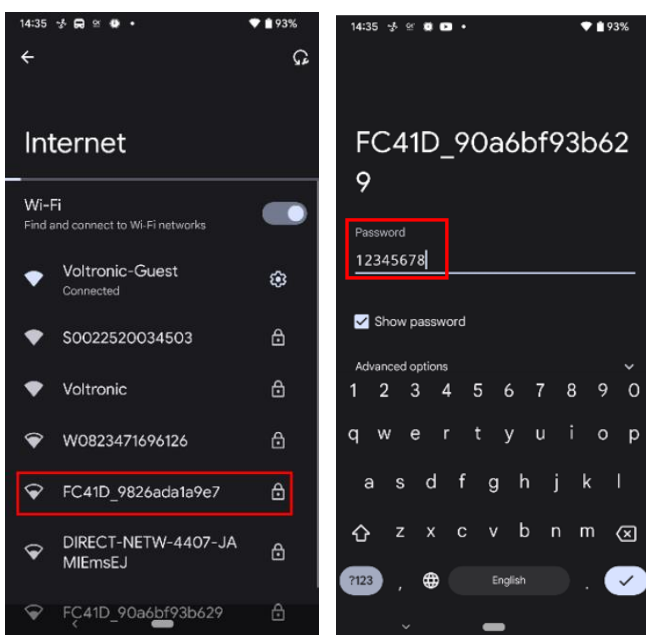 14:35
93%
Internet
Wi-Fi
Find and connect to Wi-Fi networks
Voltronic-Guest
Connected
S0022520034503
Voltronic
W0823471696126
FC41D_9826ada1a9e7
DIRECT-NETW-4407-JA
MIEmsEJ
FC41D_90a6bf93b629
14:35
93%
FC41D_90a6bf93b62
9
Password
12345678
Show password
Advanced options
1 2 3 4 5 6 7 8 9 0
q w e r t y u i o p
a s d f g h j k l
z x c v b n m
?123 , English .